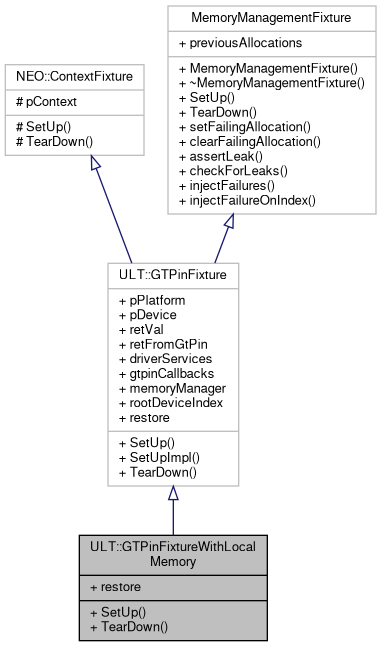 MemoryManagementFixture
+ previousAllocations
+ MemoryManagementFixture()
+ ~MemoryManagementFixture()
+ SetUp()
+ TearDown()
+ setFailingAllocation()
+ clearFailingAllocation()
+ assertLeak()
+ checkForLeaks()
+ injectFailures()
+ injectFailureOnIndex()
NEO::ContextFixture
# pContext
# SetUp()
# TearDown()
ULT::GTPinFixture
+ pPlatform
+ pDevice
+ retVal
+ retFromGtPin
+ driverServices
+ gtpinCallbacks
+ memoryManager
+ rootDeviceIndex
+ restore
+ SetUp()
+ SetUpImpl()
+ TearDown()
ULT::GTPinFixtureWithLocal
Memory
+ restore
+ SetUp()
+ TearDown()